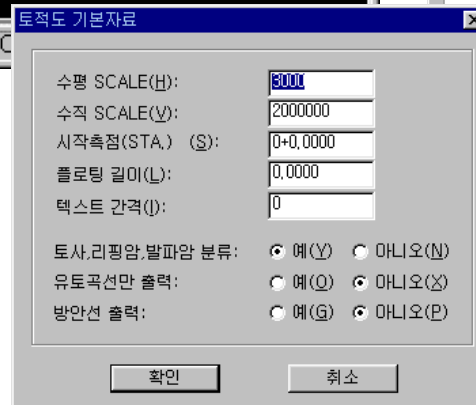 토적도 기본자료
수평 SCALE(H): 3000
수직 SCALE(V): 2000000
시작측점(STA.) (S): 0+0.0000
플로팅 길이(L): 0.0000
텍스트 간격(I): 0
토사,리핑암,발파암 분류: 예(Y) 아니오(N)
유토곡선만 출력: 예(O) 아니오(X)
방안선 출력: 예(G) 아니오(P)
확인 취소